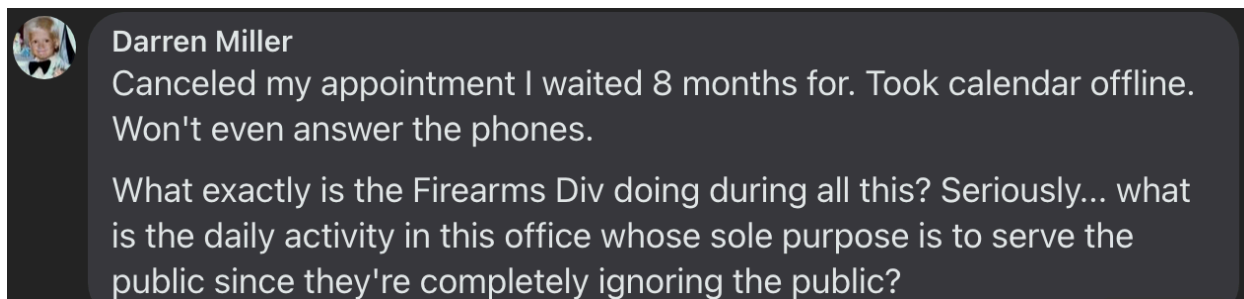 Darren Miller
Canceled my appointment I waited 8 months for. Took calendar offline.
Won't even answer the phones.
What exactly is the Firearms Div doing during all this? Seriously... what
is the daily activity in this office whose sole purpose is to serve the
public since they're completely ignoring the public?